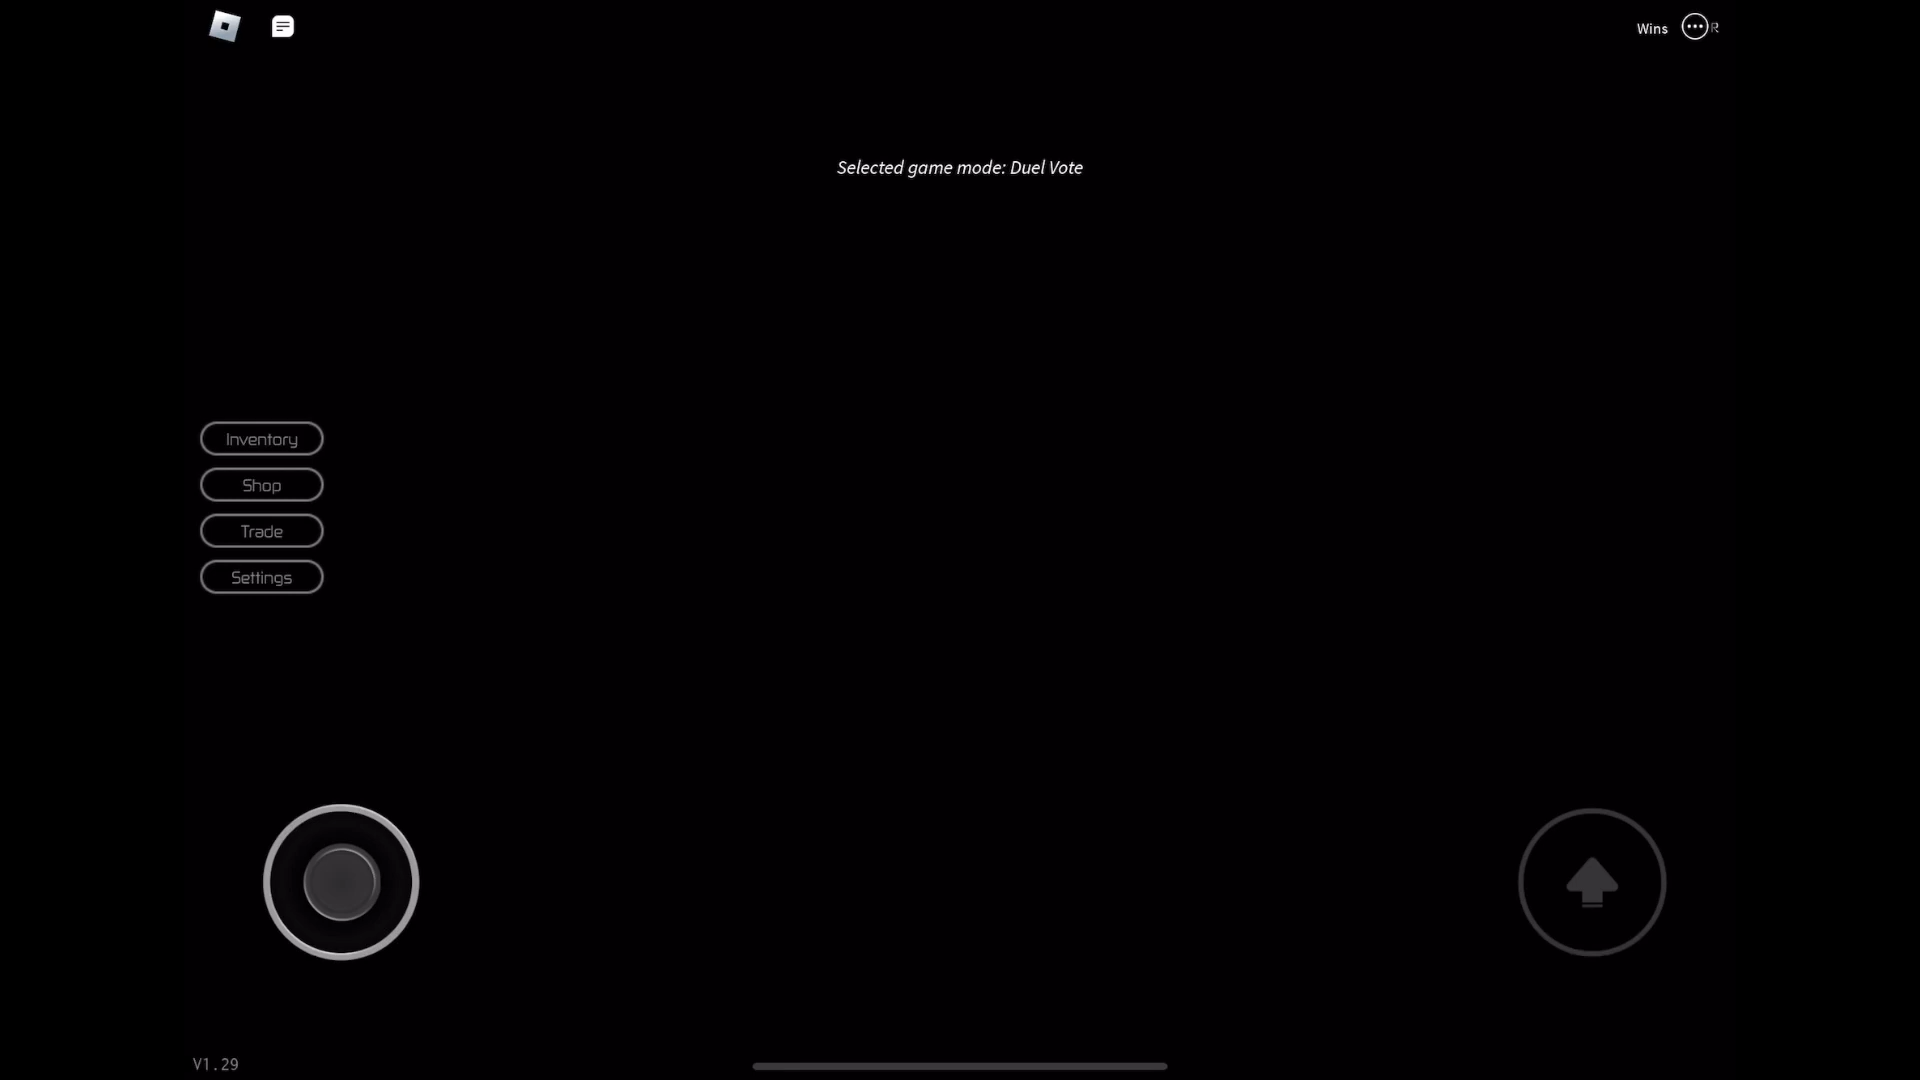 Wins
R
Selected game mode: Duel Vote
Inventory
Shop
Trade
Settings
V1.29